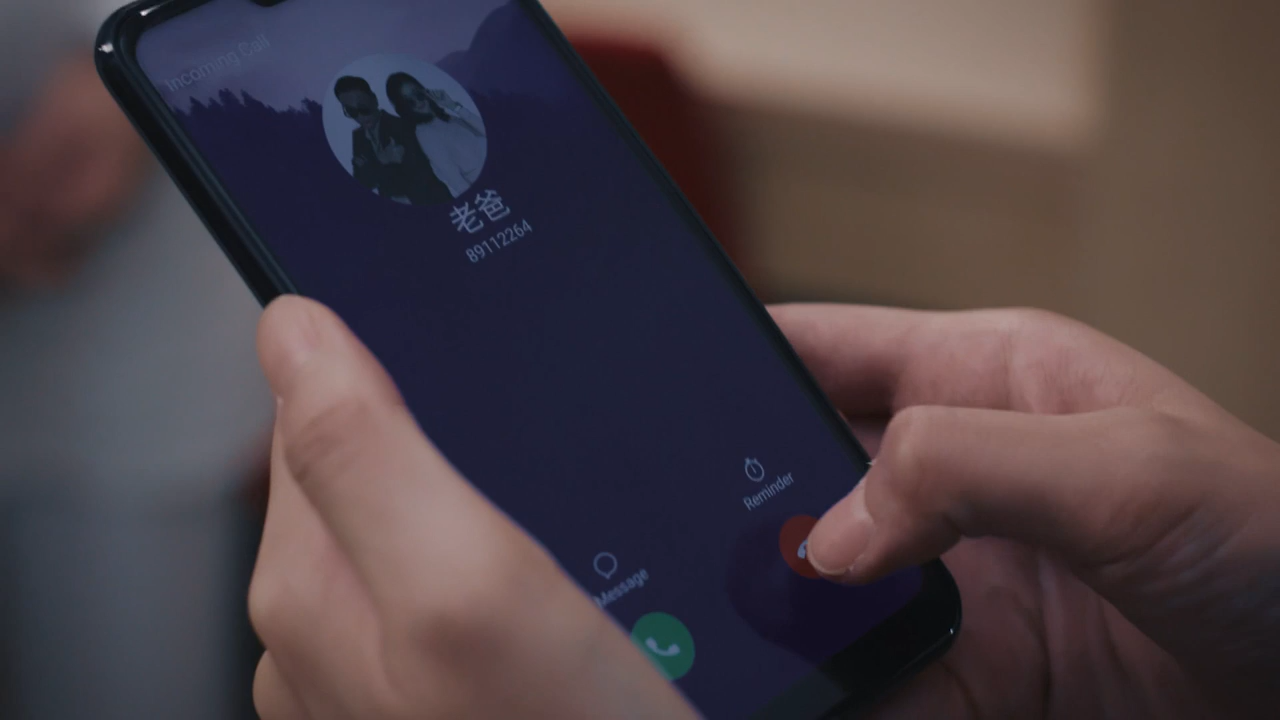 Incoming Call
老爸
89112264
Reminder
Message